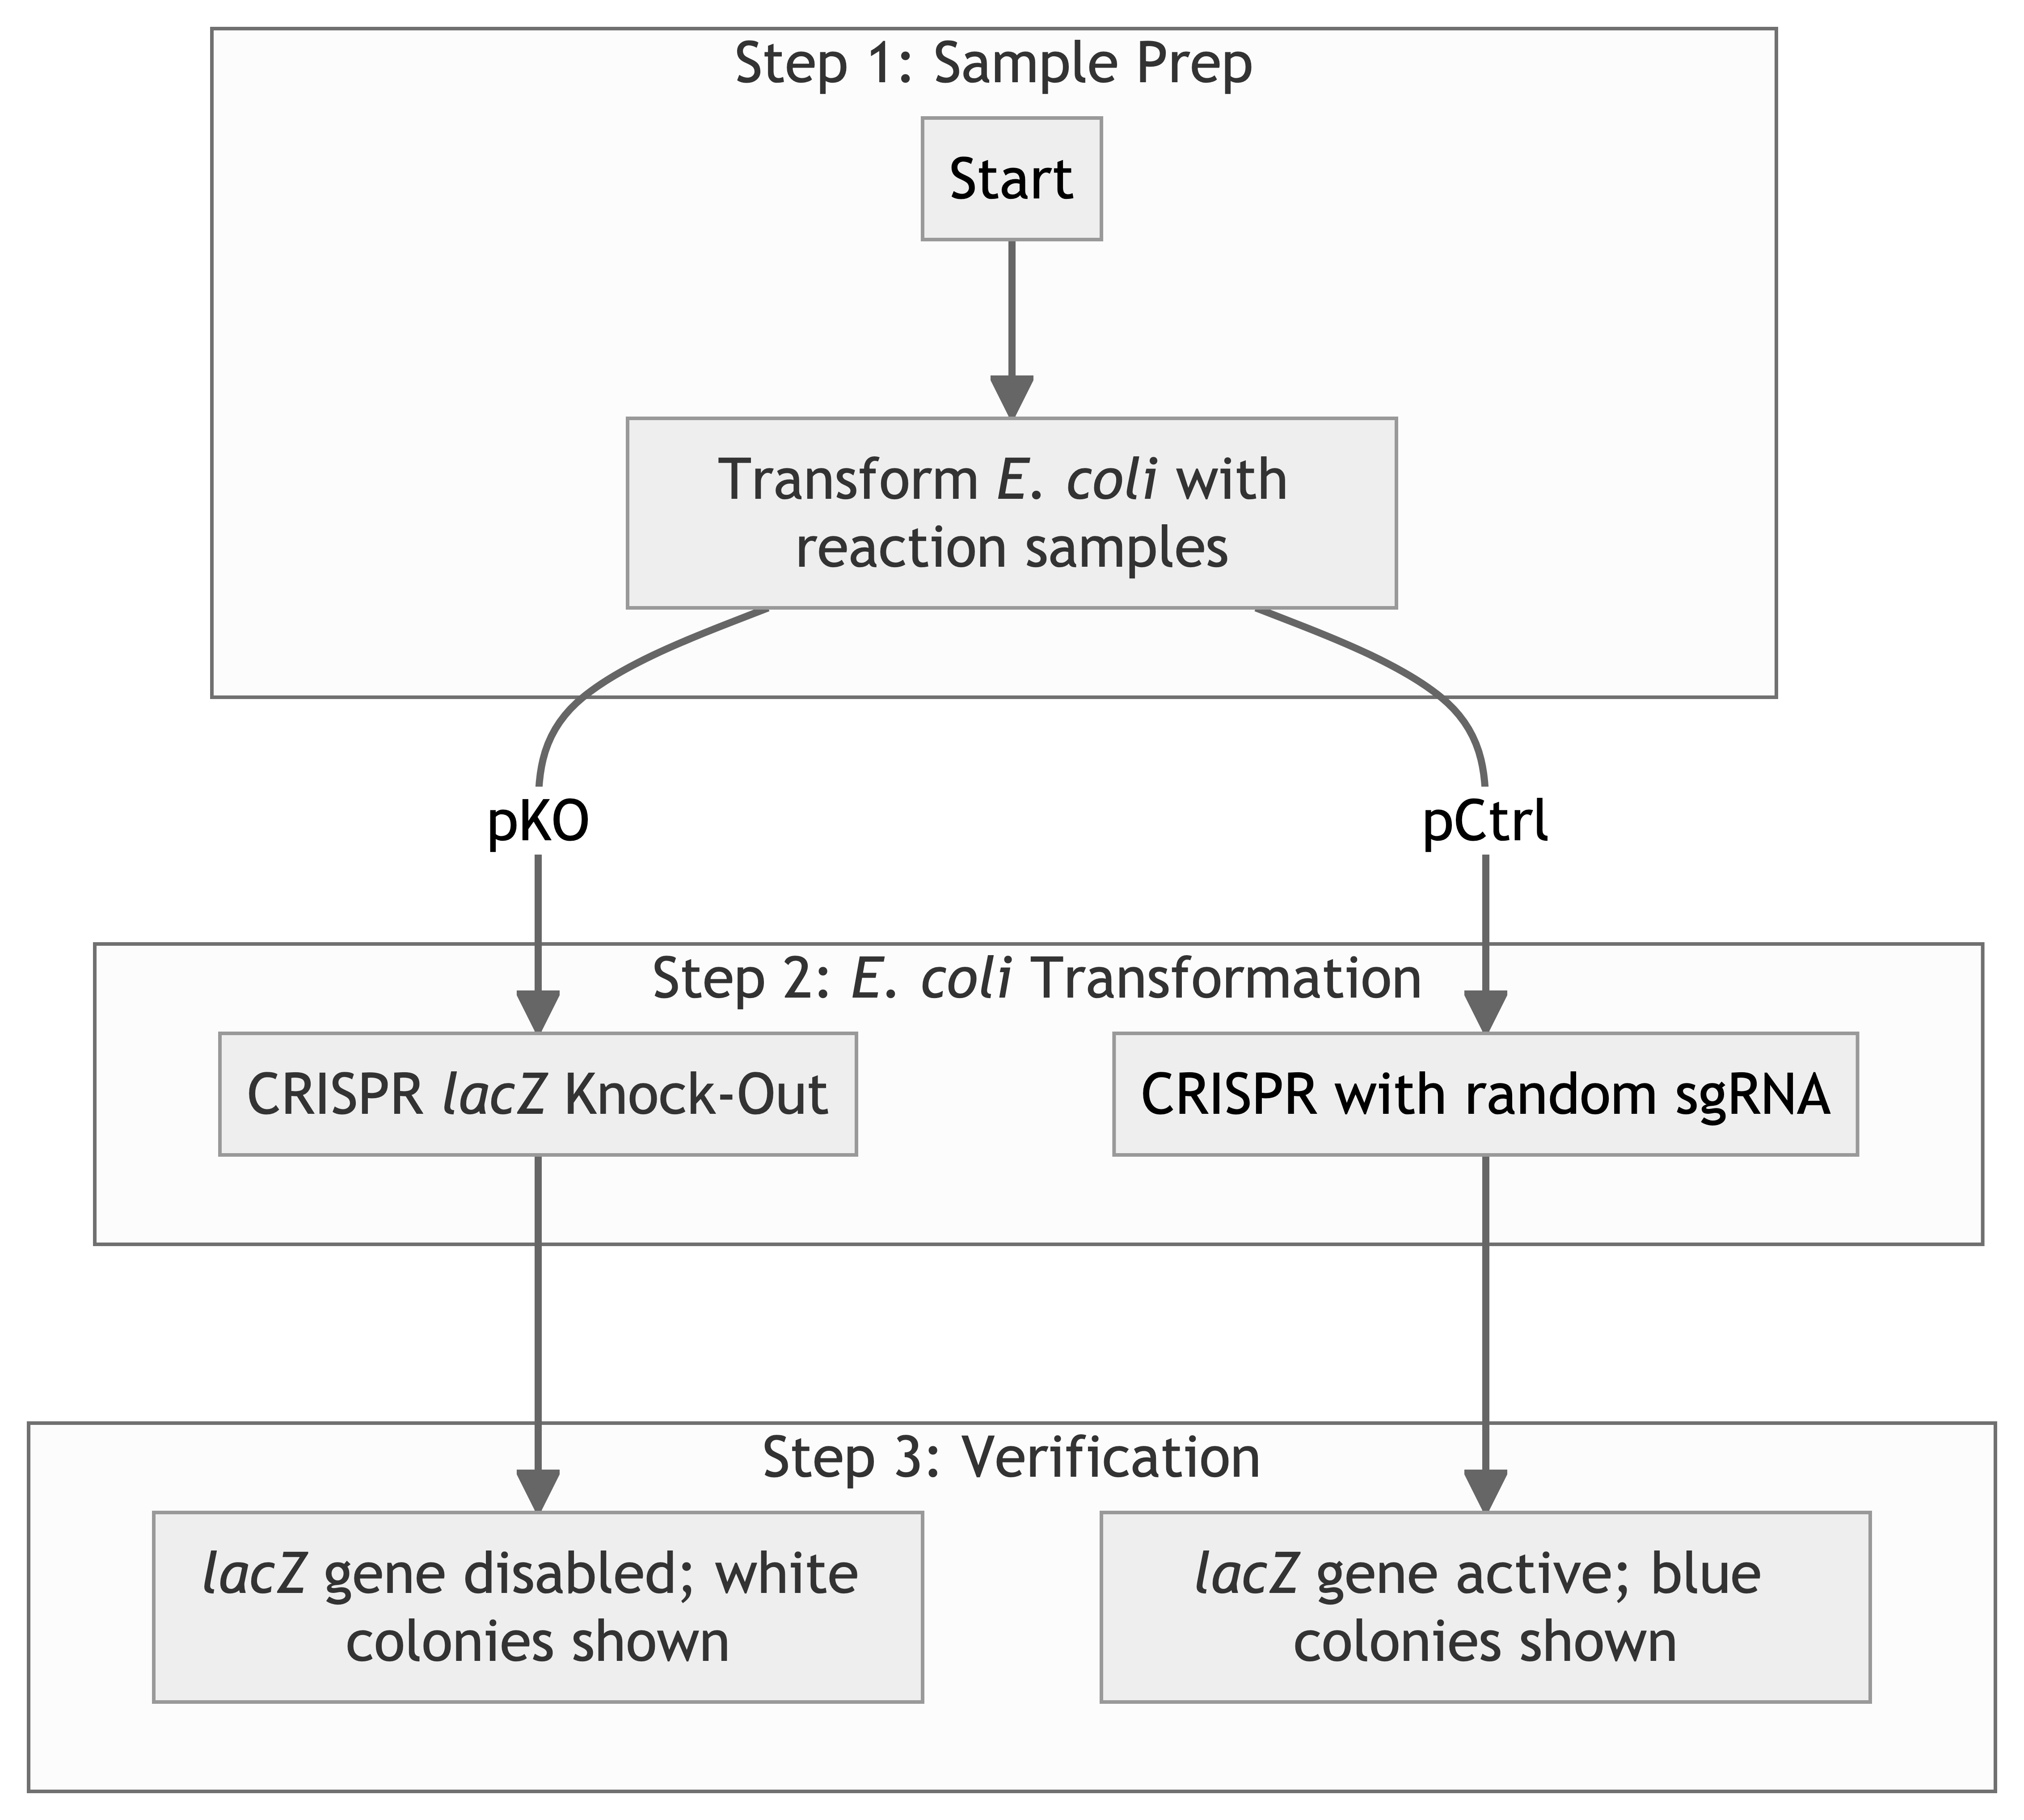 Step 1: Sample Prep
Start
Transform E. coli with
reaction samples
pKO
pCtrl
Step 2: E. coli Transformation
CRISPR lacZ Knock-Out
CRISPR with random sgRNA
Step 3: Verification
lacZ gene disabled; white
colonies shown
lacZ gene active; blue
colonies shown